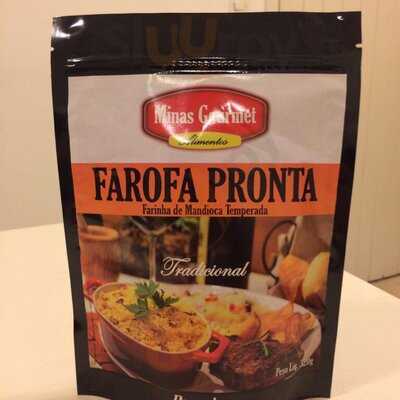 Minas Gourmet
Alimentos
FAROFA PRONTA
Farinha de Mandioca Temperada
Tradicional